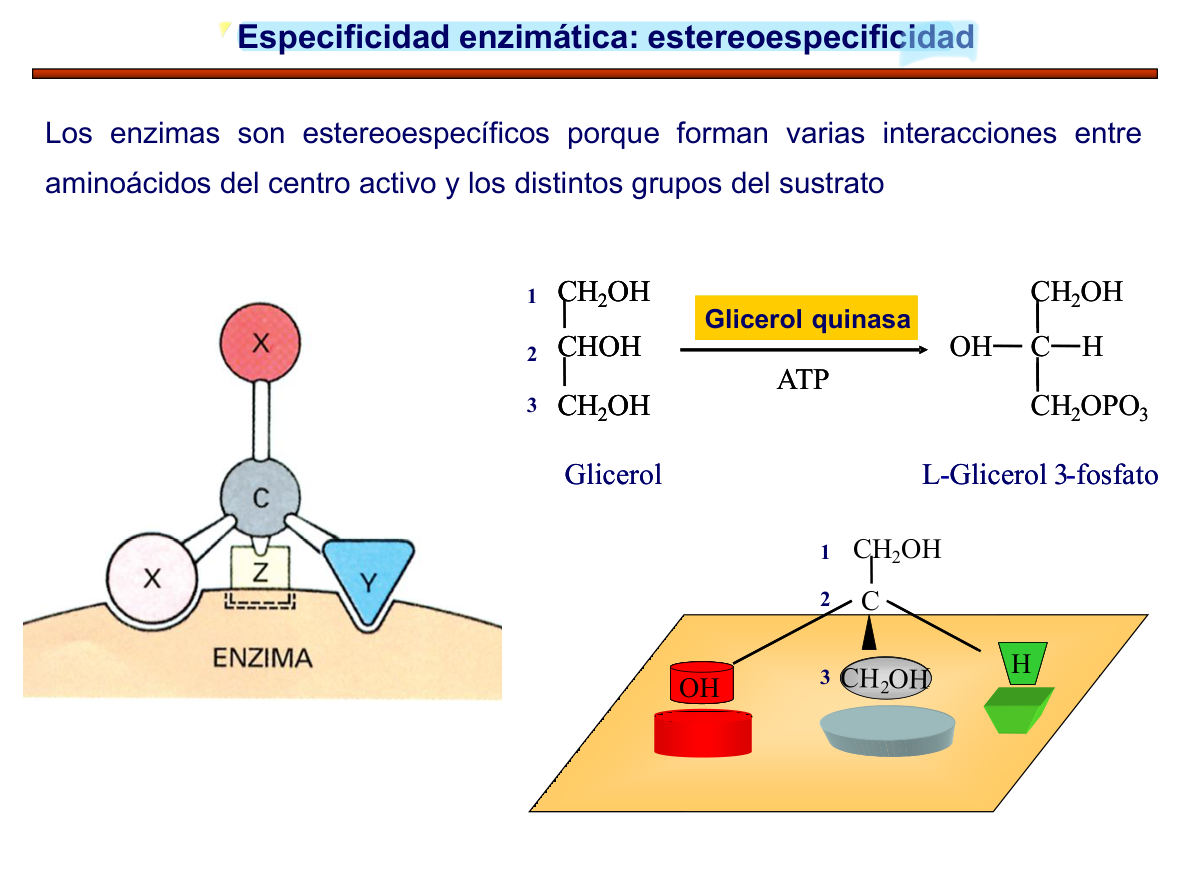 Especificidad enzimática: estereoespecificidad
Los enzimas son estereoespecíficos porque forman varias interacciones entre
aminoácidos del centro activo y los distintos grupos del sustrato
X
C
X
Z
Y
ENZIMA
1 CH₂OH
2 CHOH
3 CH₂OH
Glicerol
Glicerol quinasa
ATP
CH₂OH
OH C H
CH₂OPO₃
L-Glicerol 3-fosfato
1 CH₂OH
2 C
OH
3 CH₂OH
H